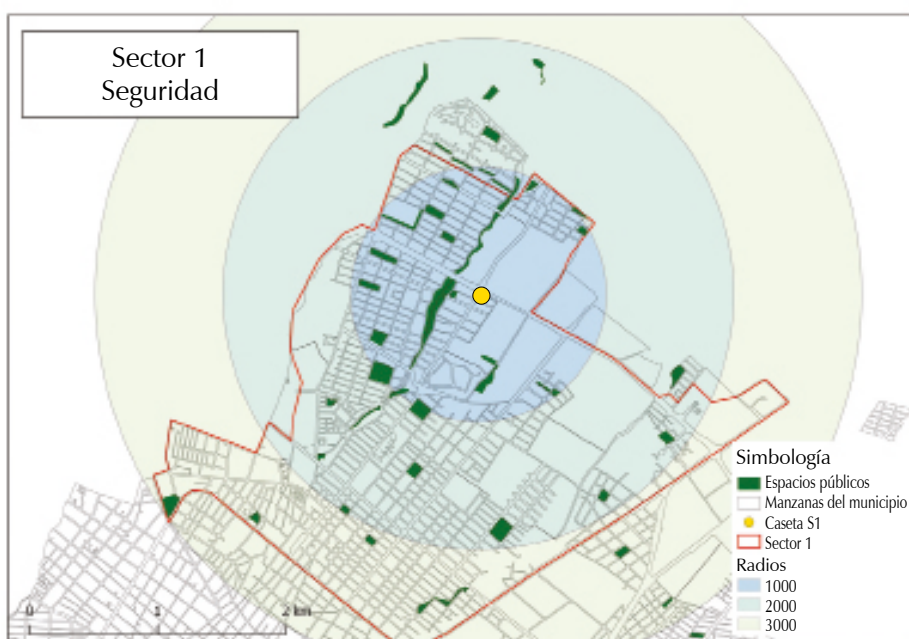 Sector 1
Seguridad
Simbología
Espacios públicos
Manzanas del municipio
Caseta S1
Sector 1
Radios
1000
2000
3000
0 1 2 km